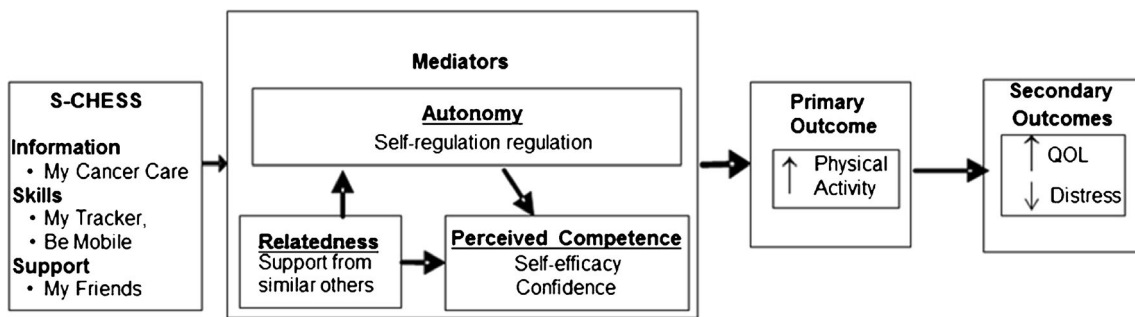 S-CHESS
Information
• My Cancer Care
Skills
• My Tracker,
• Be Mobile
Support
• My Friends
Mediators
Autonomy
Self-regulation regulation
Relatedness
Support from
similar others
Perceived Competence
Self-efficacy
Confidence
Primary
Outcome
↑ Physical
Activity
Secondary
Outcomes
↑ QOL
↓ Distress